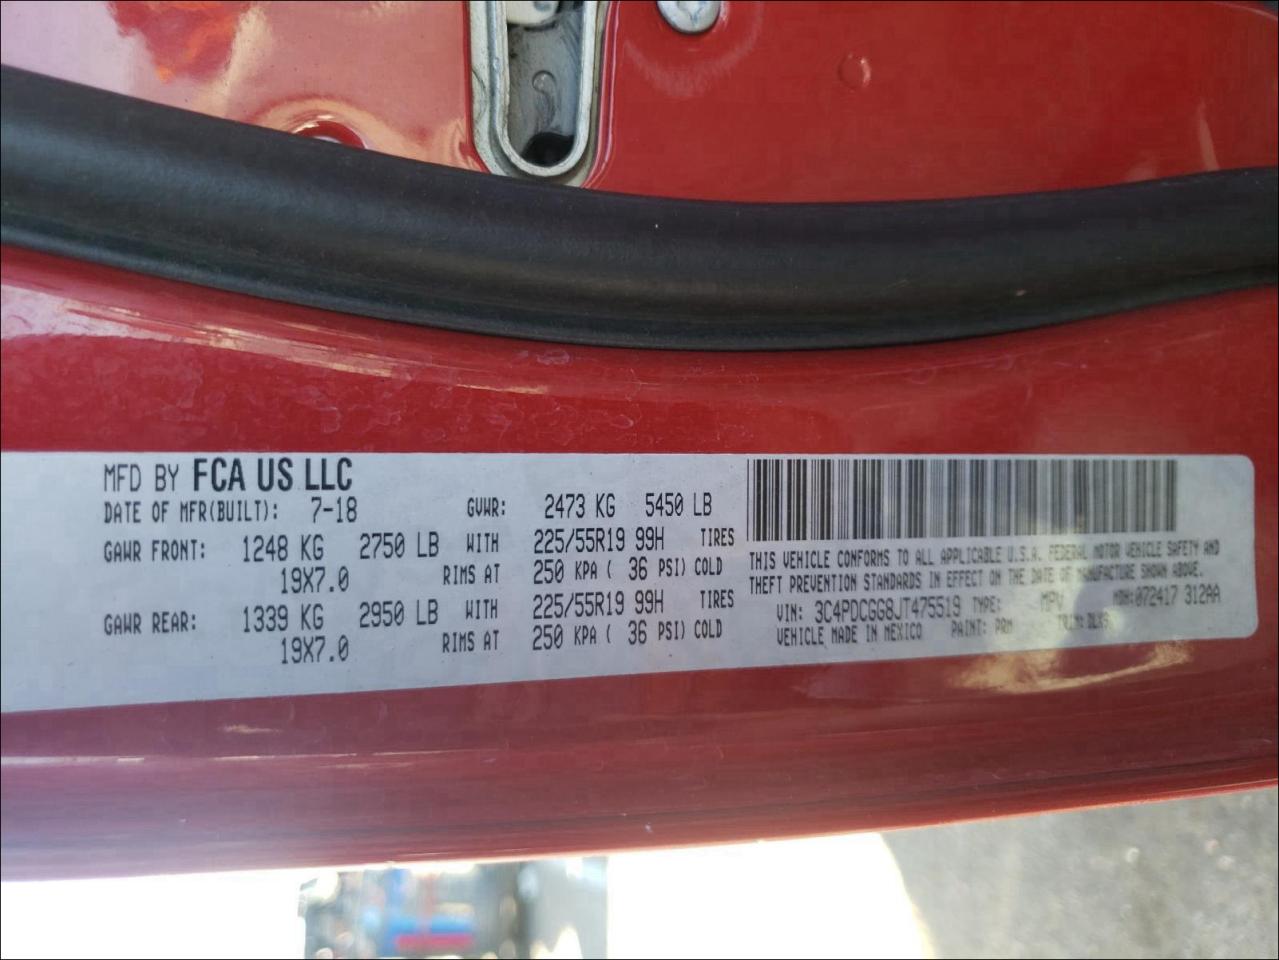 MFD BY FCA US LLC
DATE OF MFR(BUILT): 7-18 GVWR: 2473 KG 5450 LB
GAWR FRONT: 1248 KG 2750 LB WITH 225/55R19 99H TIRES
19X7.0 RIMS AT 250 KPA ( 36 PSI) COLD
GAWR REAR: 1339 KG 2950 LB WITH 225/55R19 99H TIRES
19X7.0 RIMS AT 250 KPA ( 36 PSI) COLD
THIS VEHICLE CONFORMS TO ALL APPLICABLE U.S.A. FEDERAL MOTOR VEHICLE SAFETY AND
THEFT PREVENTION STANDARDS IN EFFECT ON THE DATE OF MANUFACTURE SHOWN ABOVE.
VIN: 3C4PDCGG8JT475519 TYPE: MPV MDH:072417 312AA
VEHICLE MADE IN MEXICO PAINT: PRM TRIM: